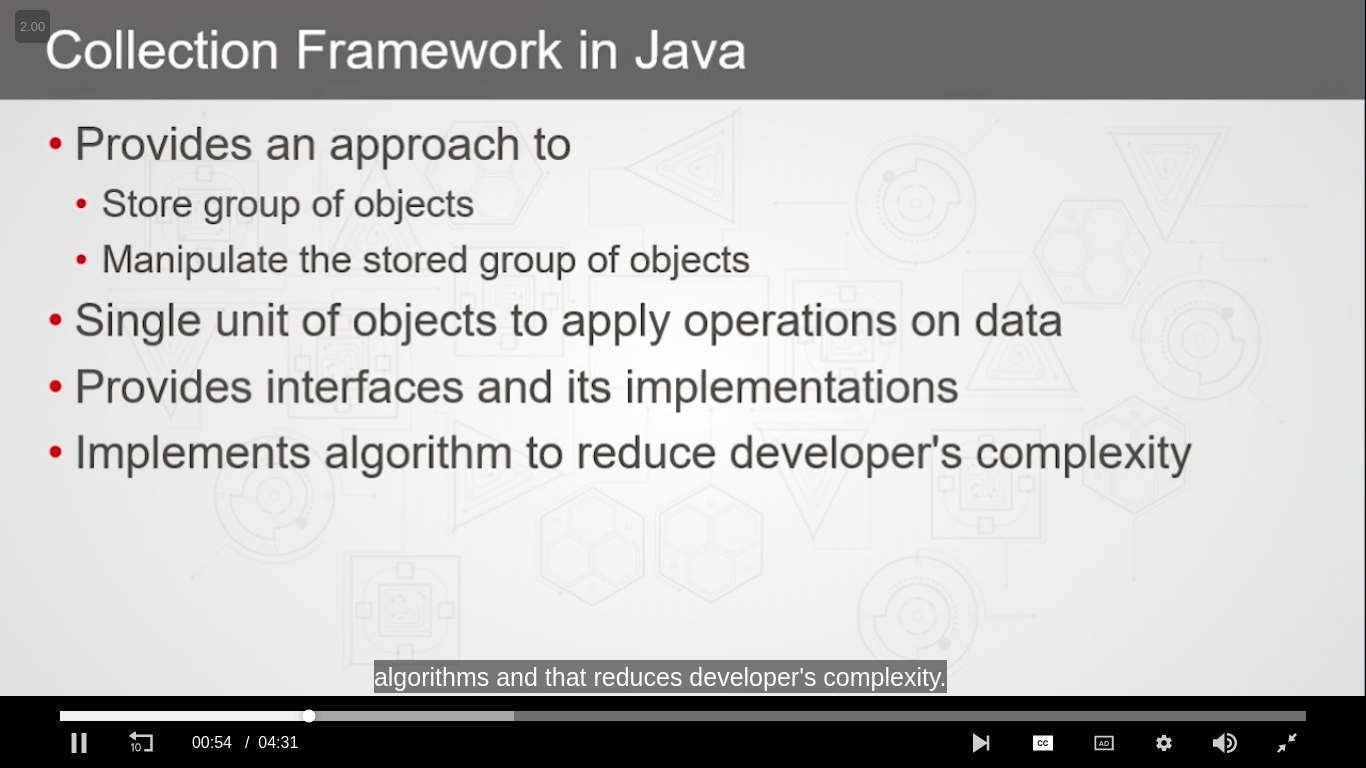 2.00
Collection Framework in Java
• Provides an approach to
• Store group of objects
• Manipulate the stored group of objects
• Single unit of objects to apply operations on data
• Provides interfaces and its implementations
• Implements algorithm to reduce developer's complexity
algorithms and that reduces developer's complexity.
10 00:54 / 04:31 CC AD